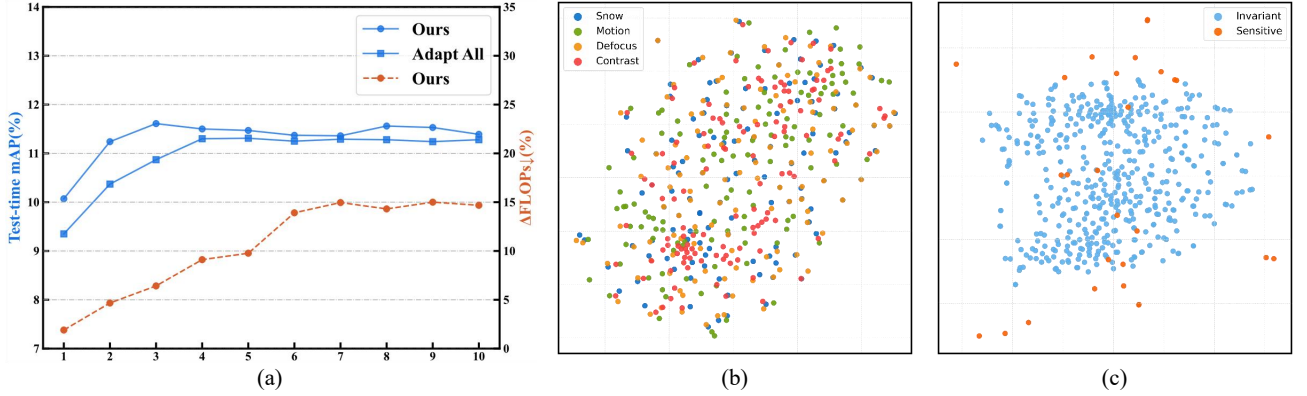 14
13
12
11
10
9
8
7
Test-time mAP(%)
Ours
Adapt All
Ours
35
30
25
20
15
10
5
0
ΔFLOPs↓(%)
1 2 3 4 5 6 7 8 9 10
(a)
Snow
Motion
Defocus
Contrast
(b)
Invariant
Sensitive
(c)